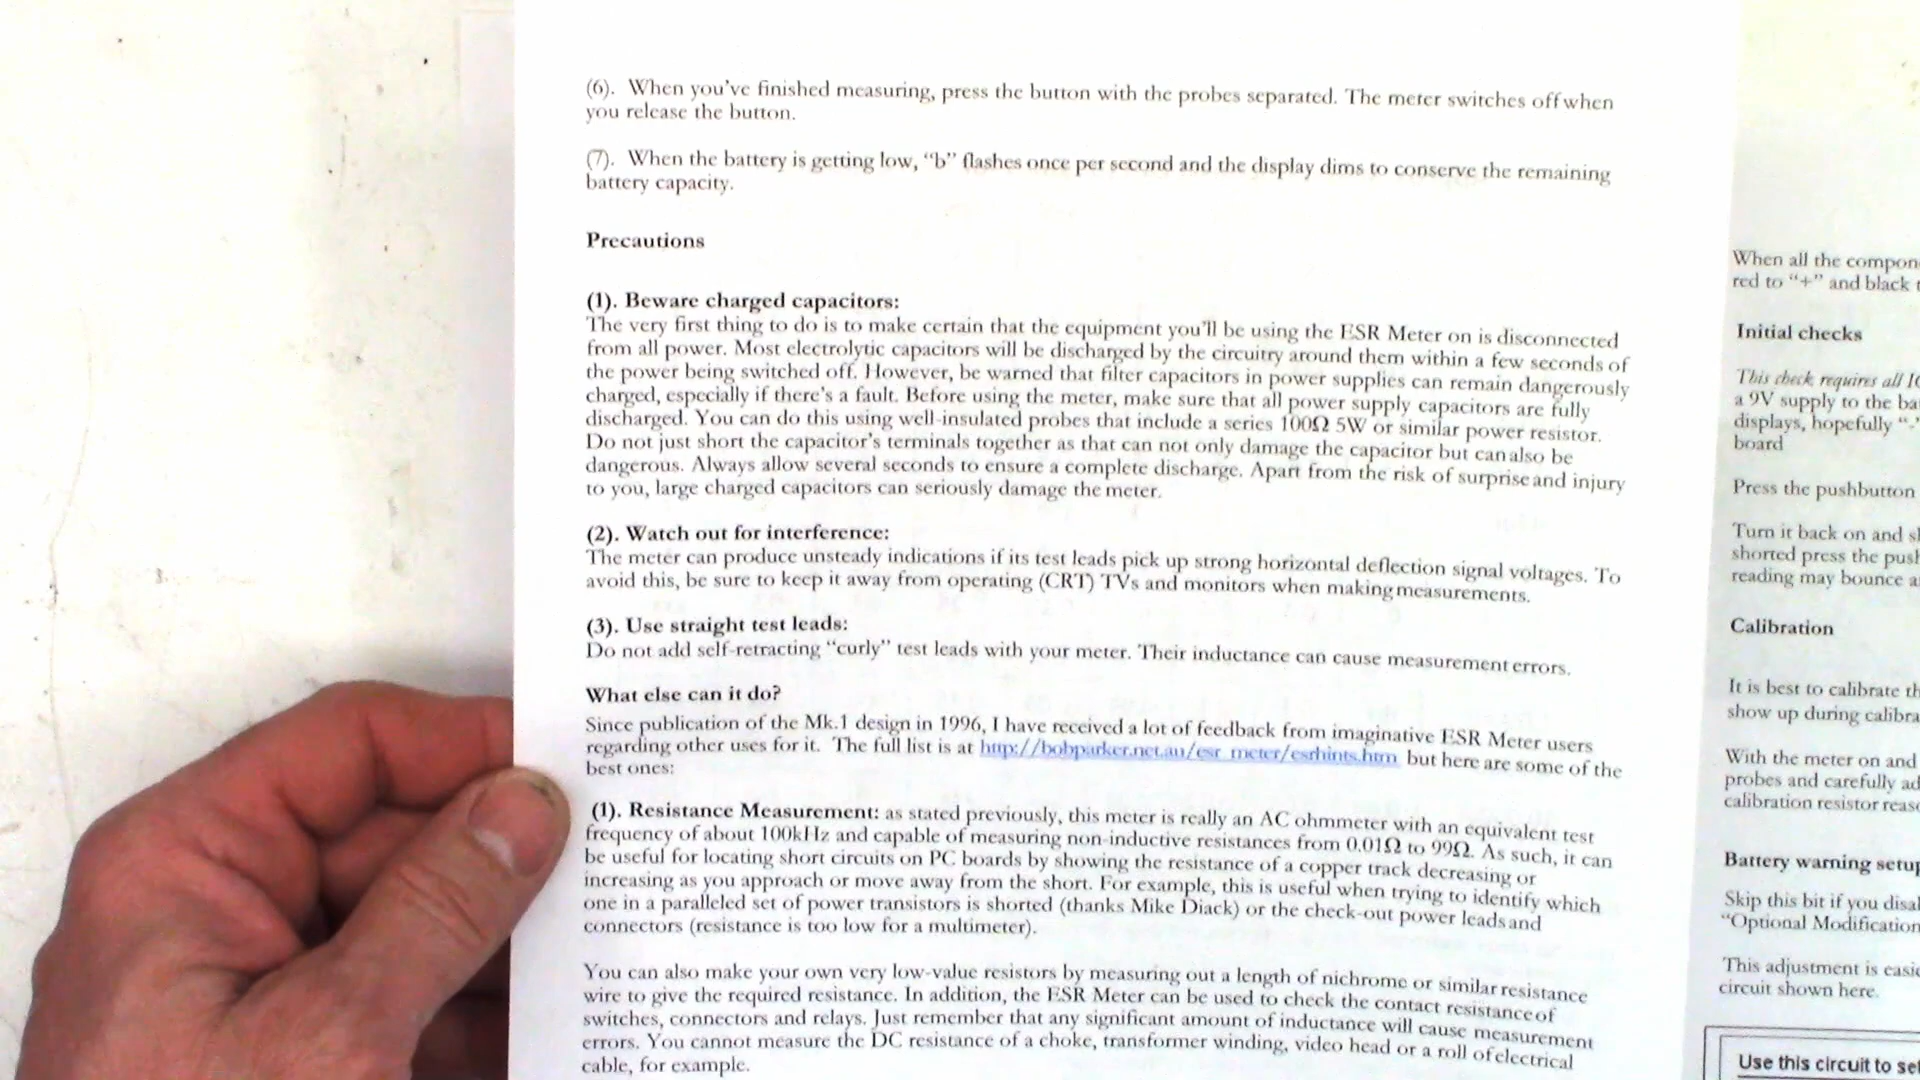 (6). When you've finished measuring, press the button with the probes separated. The meter switches off when
you release the button.
(7). When the battery is getting low, “b” flashes once per second and the display dims to conserve the remaining
battery capacity.
Precautions
(1). Beware charged capacitors:
The very first thing to do is to make certain that the equipment you'll be using the ESR Meter on is disconnected
from all power. Most electrolytic capacitors will be discharged by the circuitry around them within a few seconds of
the power being switched off. However, be warned that filter capacitors in power supplies can remain dangerously
charged, especially if there's a fault. Before using the meter, make sure that all power supply capacitors are fully
discharged. You can do this using well-insulated probes that include a series 100Ω 5W or similar power resistor.
Do not just short the capacitor's terminals together as that can not only damage the capacitor but can also be
dangerous. Always allow several seconds to ensure a complete discharge. Apart from the risk of surprise and injury
to you, large charged capacitors can seriously damage the meter.
(2). Watch out for interference:
The meter can produce unsteady indications if its test leads pick up strong horizontal deflection signal voltages. To
avoid this, be sure to keep it away from operating (CRT) TVs and monitors when making measurements.
(3). Use straight test leads:
Do not add self-retracting “curly” test leads with your meter. Their inductance can cause measurement errors.
What else can it do?
Since publication of the Mk.1 design in 1996, I have received a lot of feedback from imaginative ESR Meter users
regarding other uses for it. The full list is at http://bobparker.net.au/esr_meter/esrhints.htm but here are some of the
best ones:
(1). Resistance Measurement: as stated previously, this meter is really an AC ohmmeter with an equivalent test
frequency of about 100kHz and capable of measuring non-inductive resistances from 0.01Ω to 99Ω. As such, it can
be useful for locating short circuits on PC boards by showing the resistance of a copper track decreasing or
increasing as you approach or move away from the short. For example, this is useful when trying to identify which
one in a paralleled set of power transistors is shorted (thanks Mike Diack) or the check-out power leads and
connectors (resistance is too low for a multimeter).
You can also make your own very low-value resistors by measuring out a length of nichrome or similar resistance
wire to give the required resistance. In addition, the ESR Meter can be used to check the contact resistance of
switches, connectors and relays. Just remember that any significant amount of inductance will cause measurement
errors. You cannot measure the DC resistance of a choke, transformer winding, video head or a roll of electrical
cable, for example.
When all the compon
red to “+” and black
Initial checks
This check requires all
a 9V supply to the ba
displays, hopefully “-
board
Press the pushbutton
Turn it back on and s
shorted press the push
reading may bounce a
Calibration
It is best to calibrate th
show up during calibra
With the meter on and
probes and carefully ad
calibration resistor reas
Battery warning setup
Skip this bit if you disa
“Optional Modification
This adjustment is easi
circuit shown here.
Use this circuit to se